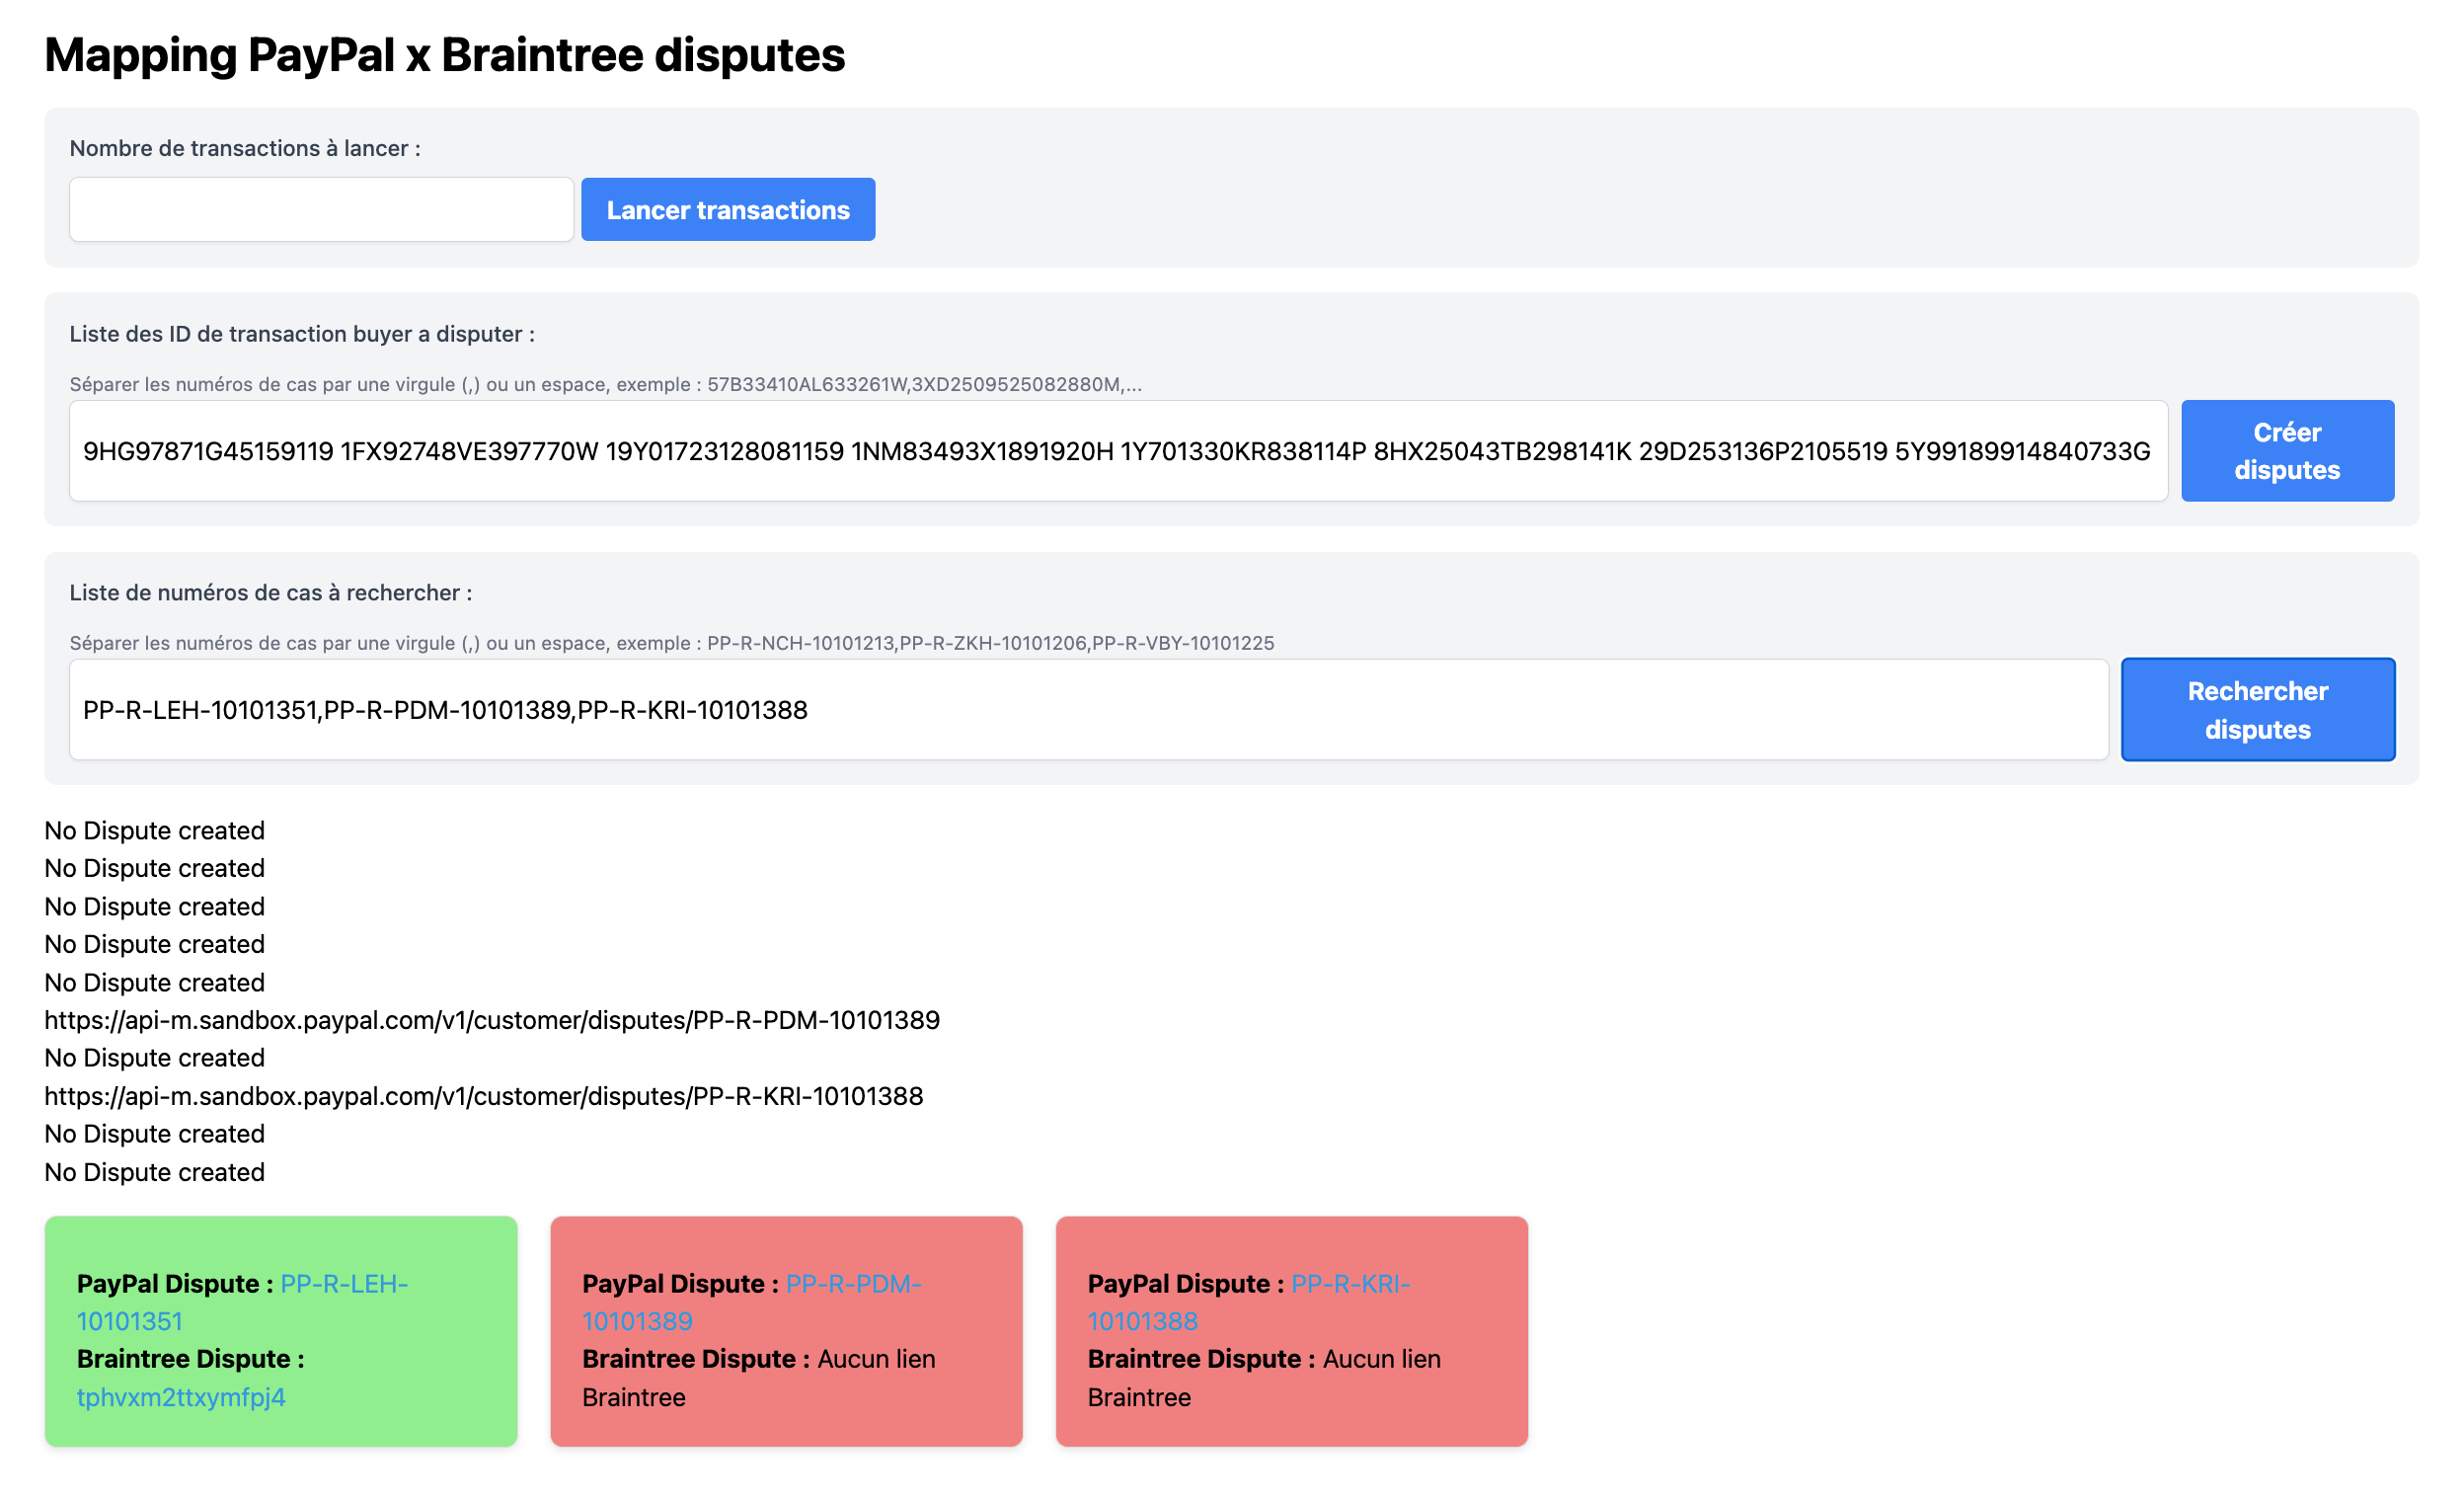 Mapping PayPal x Braintree disputes
Nombre de transactions à lancer :
Lancer transactions
Liste des ID de transaction buyer a disputer :
Séparer les numéros de cas par une virgule (,) ou un espace, exemple : 57B33410AL633261W,3XD2509525082880M,...
9HG97871G45159119 1FX92748VE397770W 19Y01723128081159 1NM83493X1891920H 1Y701330KR838114P 8HX25043TB298141K 29D253136P2105519 5Y99189914840733G
Créer
disputes
Liste de numéros de cas à rechercher :
Séparer les numéros de cas par une virgule (,) ou un espace, exemple : PP-R-NCH-10101213,PP-R-ZKH-10101206,PP-R-VBY-10101225
PP-R-LEH-10101351,PP-R-PDM-10101389,PP-R-KRI-10101388
Rechercher
disputes
No Dispute created
No Dispute created
No Dispute created
No Dispute created
No Dispute created
https://api-m.sandbox.paypal.com/v1/customer/disputes/PP-R-PDM-10101389
No Dispute created
https://api-m.sandbox.paypal.com/v1/customer/disputes/PP-R-KRI-10101388
No Dispute created
No Dispute created
PayPal Dispute : PP-R-LEH-
10101351
Braintree Dispute :
tphvxm2ttxymfpj4
PayPal Dispute : PP-R-PDM-
10101389
Braintree Dispute : Aucun lien
Braintree
PayPal Dispute : PP-R-KRI-
10101388
Braintree Dispute : Aucun lien
Braintree